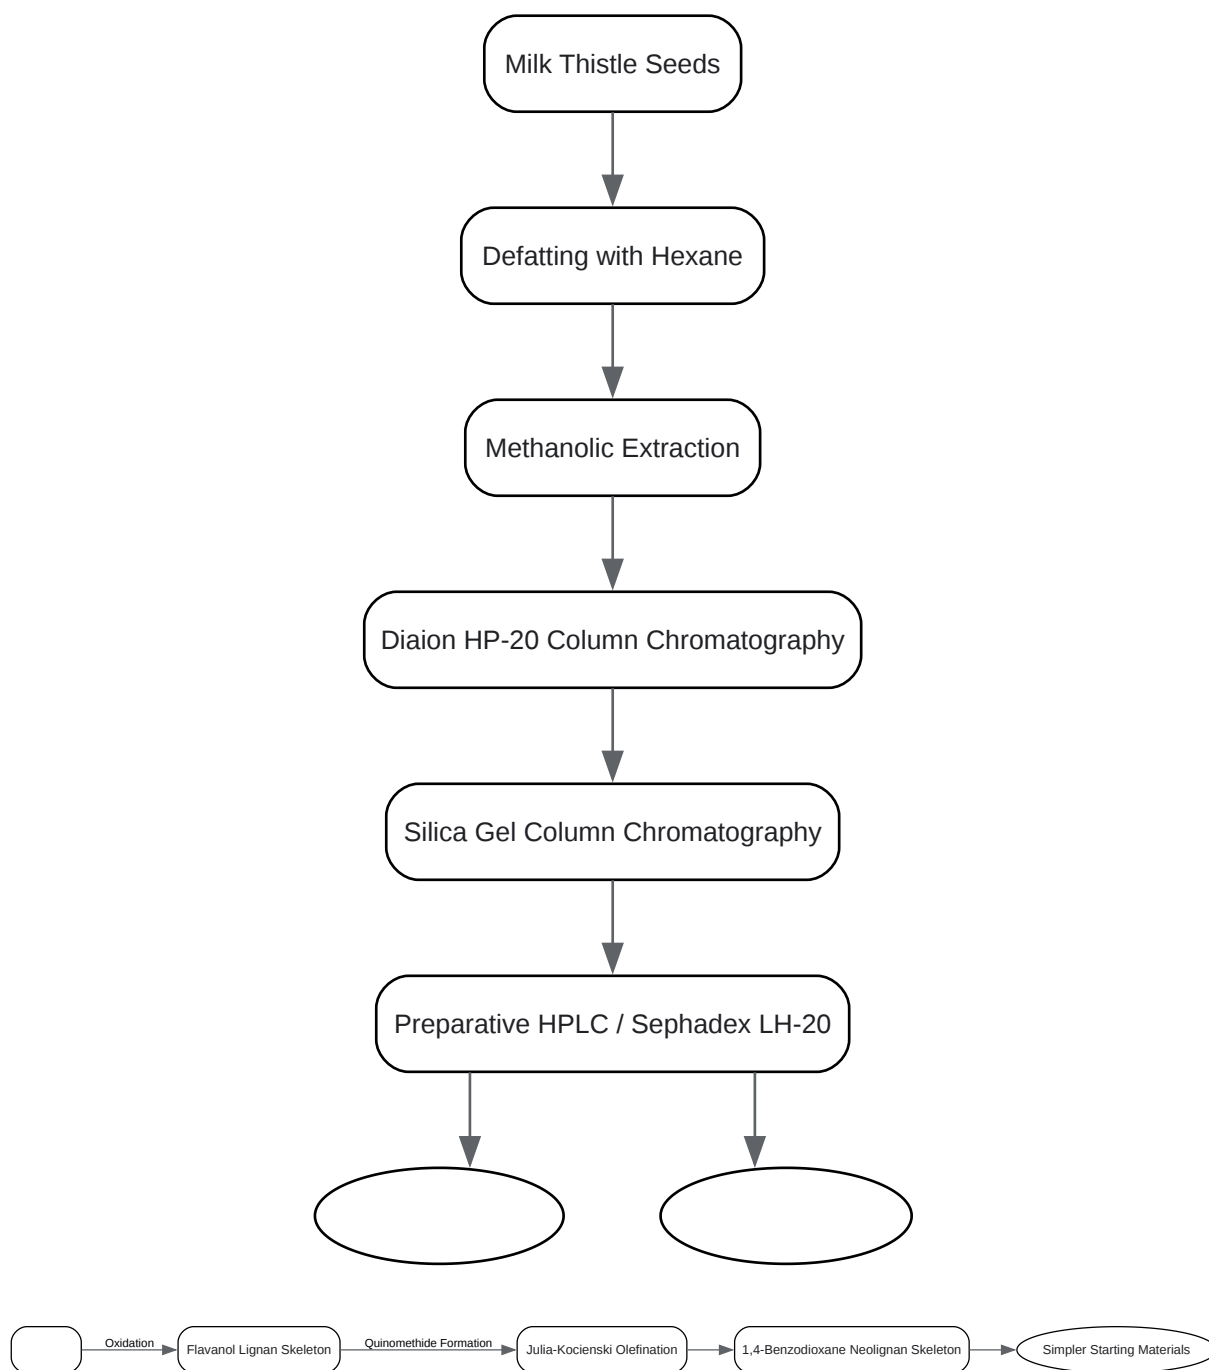 Milk Thistle Seeds
Defatting with Hexane
Methanolic Extraction
Diaion HP-20 Column Chromatography
Silica Gel Column Chromatography
Preparative HPLC / Sephadex LH-20
Oxidation
Flavanol Lignan Skeleton
Quinomethide Formation
Julia-Kocienski Olefination
1,4-Benzodioxane Neolignan Skeleton
Simpler Starting Materials